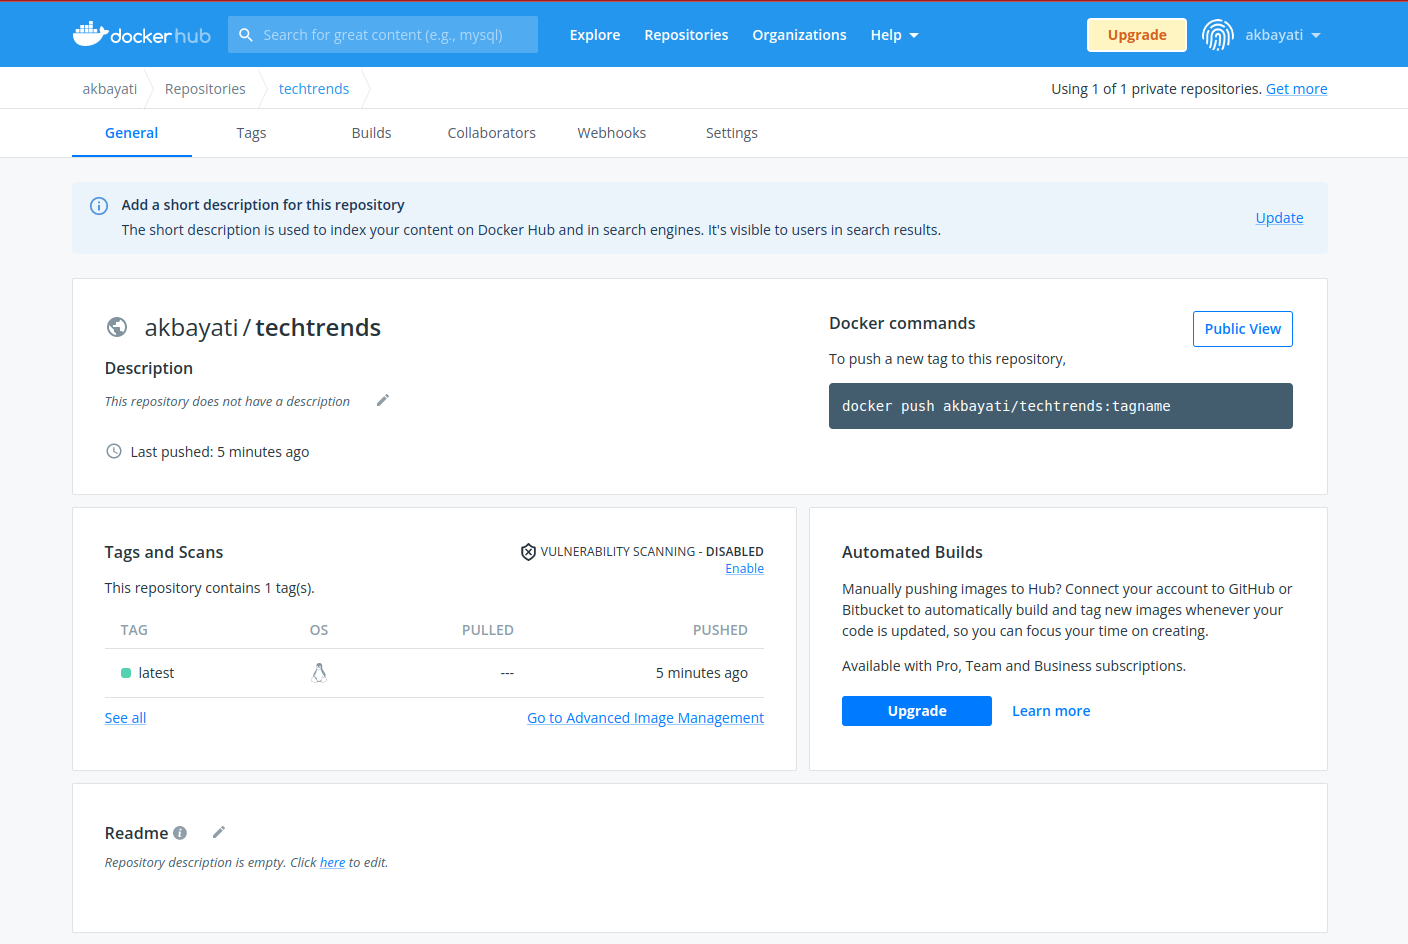 docker hub
Search for great content (e.g., mysql)
Explore
Repositories
Organizations
Help
Upgrade
akbayati
akbayati
Repositories
techtrends
Using 1 of 1 private repositories. Get more
General
Tags
Builds
Collaborators
Webhooks
Settings
Add a short description for this repository
The short description is used to index your content on Docker Hub and in search engines. It's visible to users in search results.
Update
akbayati / techtrends
Description
This repository does not have a description
Last pushed: 5 minutes ago
Docker commands
Public View
To push a new tag to this repository,
docker push akbayati/techtrends:tagname
Tags and Scans
VULNERABILITY SCANNING - DISABLED
Enable
This repository contains 1 tag(s).
TAG OS PULLED PUSHED
latest --- 5 minutes ago
See all
Go to Advanced Image Management
Automated Builds
Manually pushing images to Hub? Connect your account to GitHub or
Bitbucket to automatically build and tag new images whenever your
code is updated, so you can focus your time on creating.
Available with Pro, Team and Business subscriptions.
Upgrade
Learn more
Readme
Repository description is empty. Click here to edit.